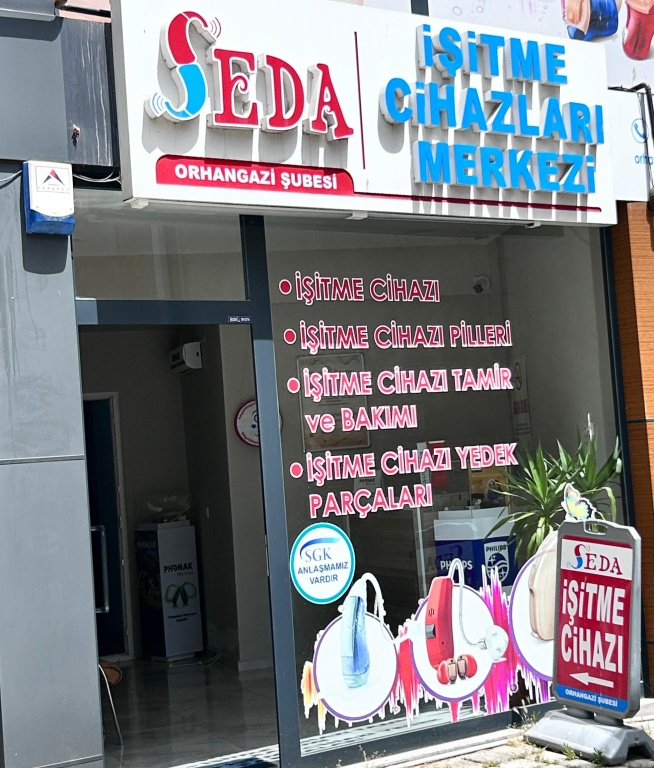 SEDA
ORHANGAZİ ŞUBESİ
İŞİTME
CİHAZLARI
MERKEZİ
orha
• İŞİTME CİHAZI
• İŞİTME CİHAZI PİLLERİ
• İŞİTME CİHAZI TAMİR
ve BAKIMI
• İŞİTME CİHAZI YEDEK
PARÇALARI
SGK
ANLAŞMAMIZ
VARDIR
PHONAK
PHILIPS
SEDA
İŞİTME
CİHAZI
ORHANGAZİ ŞUBESİ